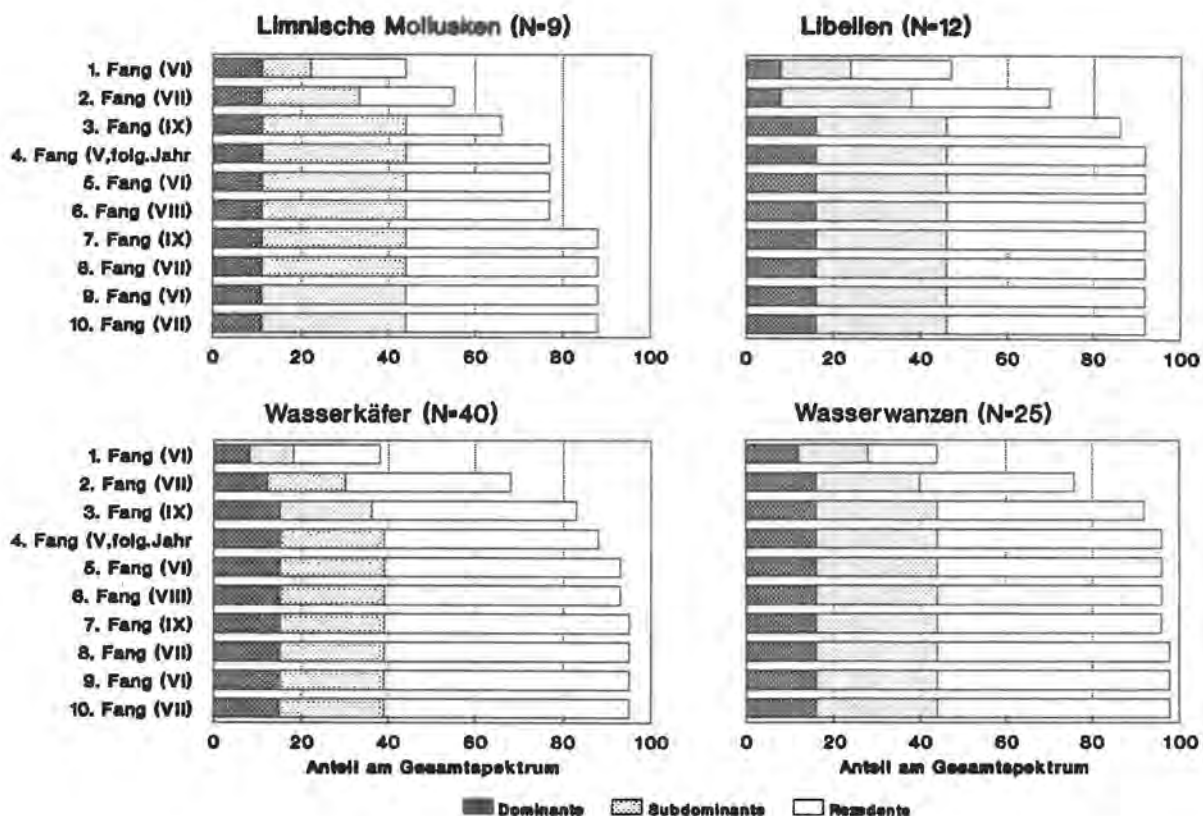 Limnische Mollusken (N=9)
Libellen (N=12)
1. Fang (VI)
2. Fang (VII)
3. Fang (IX)
4. Fang (V,folg.Jahr
5. Fang (VI)
6. Fang (VIII)
7. Fang (IX)
8. Fang (VII)
9. Fang (VI)
10. Fang (VII)
0 20 40 60 80 100
0 20 40 60 80 100
Wasserkäfer (N=40)
Wasserwanzen (N=25)
1. Fang (VI)
2. Fang (VII)
3. Fang (IX)
4. Fang (V,folg.Jahr
5. Fang (VI)
6. Fang (VIII)
7. Fang (IX)
8. Fang (VII)
9. Fang (VI)
10. Fang (VII)
0 20 40 60 80 100
0 20 40 60 80 100
Anteil am Gesamtspektrum
Anteil am Gesamtspektrum
Dominante Subdominante Rezedente